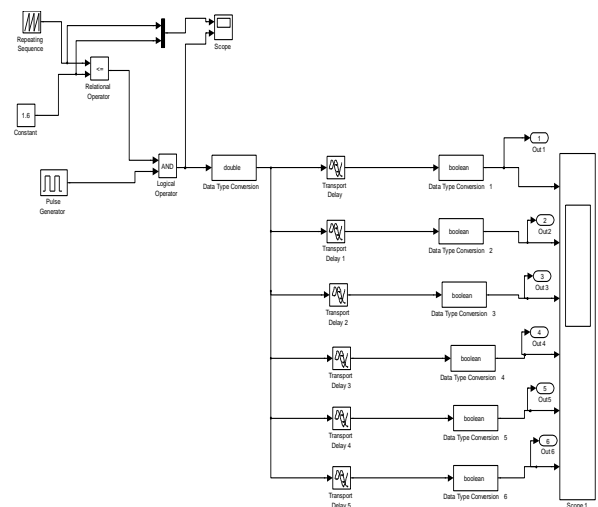 Repeating
Sequence
Scope
<=
Relational
Operator
1.6
Constant
AND
Logical
Operator
double
Data Type Conversion
Pulse
Generator
Transport
Delay
boolean
Data Type Conversion 1
1
Out 1
Transport
Delay 1
boolean
Data Type Conversion 2
2
Out2
Transport
Delay 2
boolean
Data Type Conversion 3
3
Out 3
Transport
Delay 3
boolean
Data Type Conversion 4
4
Out 4
Transport
Delay 4
boolean
Data Type Conversion 5
5
Out5
Transport
Delay 5
boolean
Data Type Conversion 6
6
Out 6
Scope 1